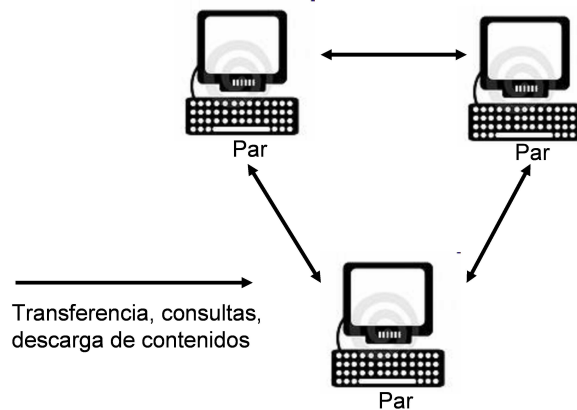 Par
Par
Transferencia, consultas,
descarga de contenidos
Par